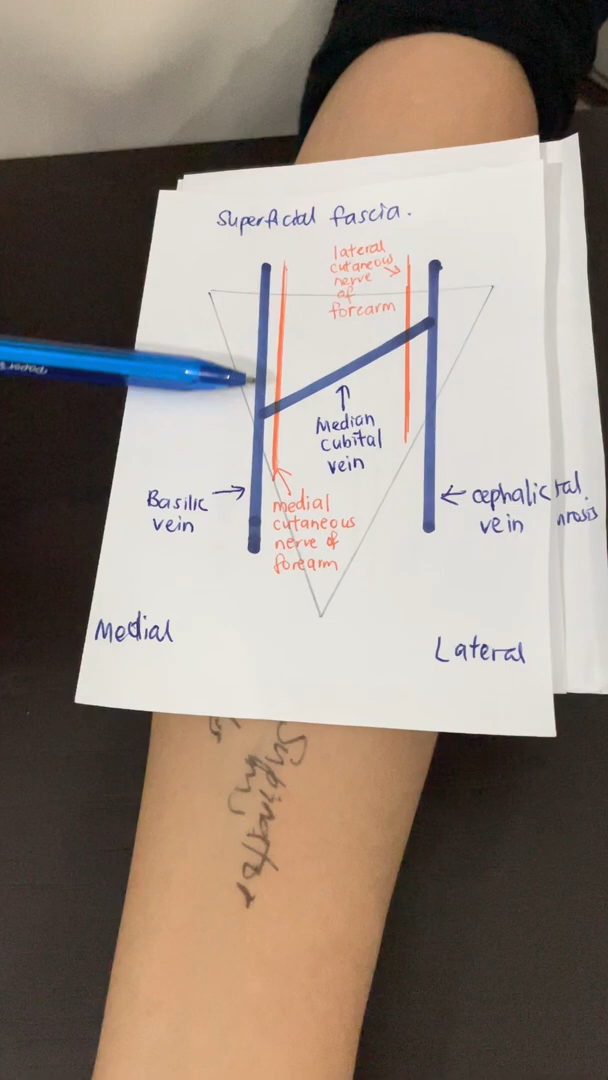 Superficial fascia.
lateral
cutaneous
nerve
of
forearm
Median
cubital
vein
Basilic
vein
medial
cutaneous
nerve of
forearm
cephalic
vein
Medial
Lateral
Supinator